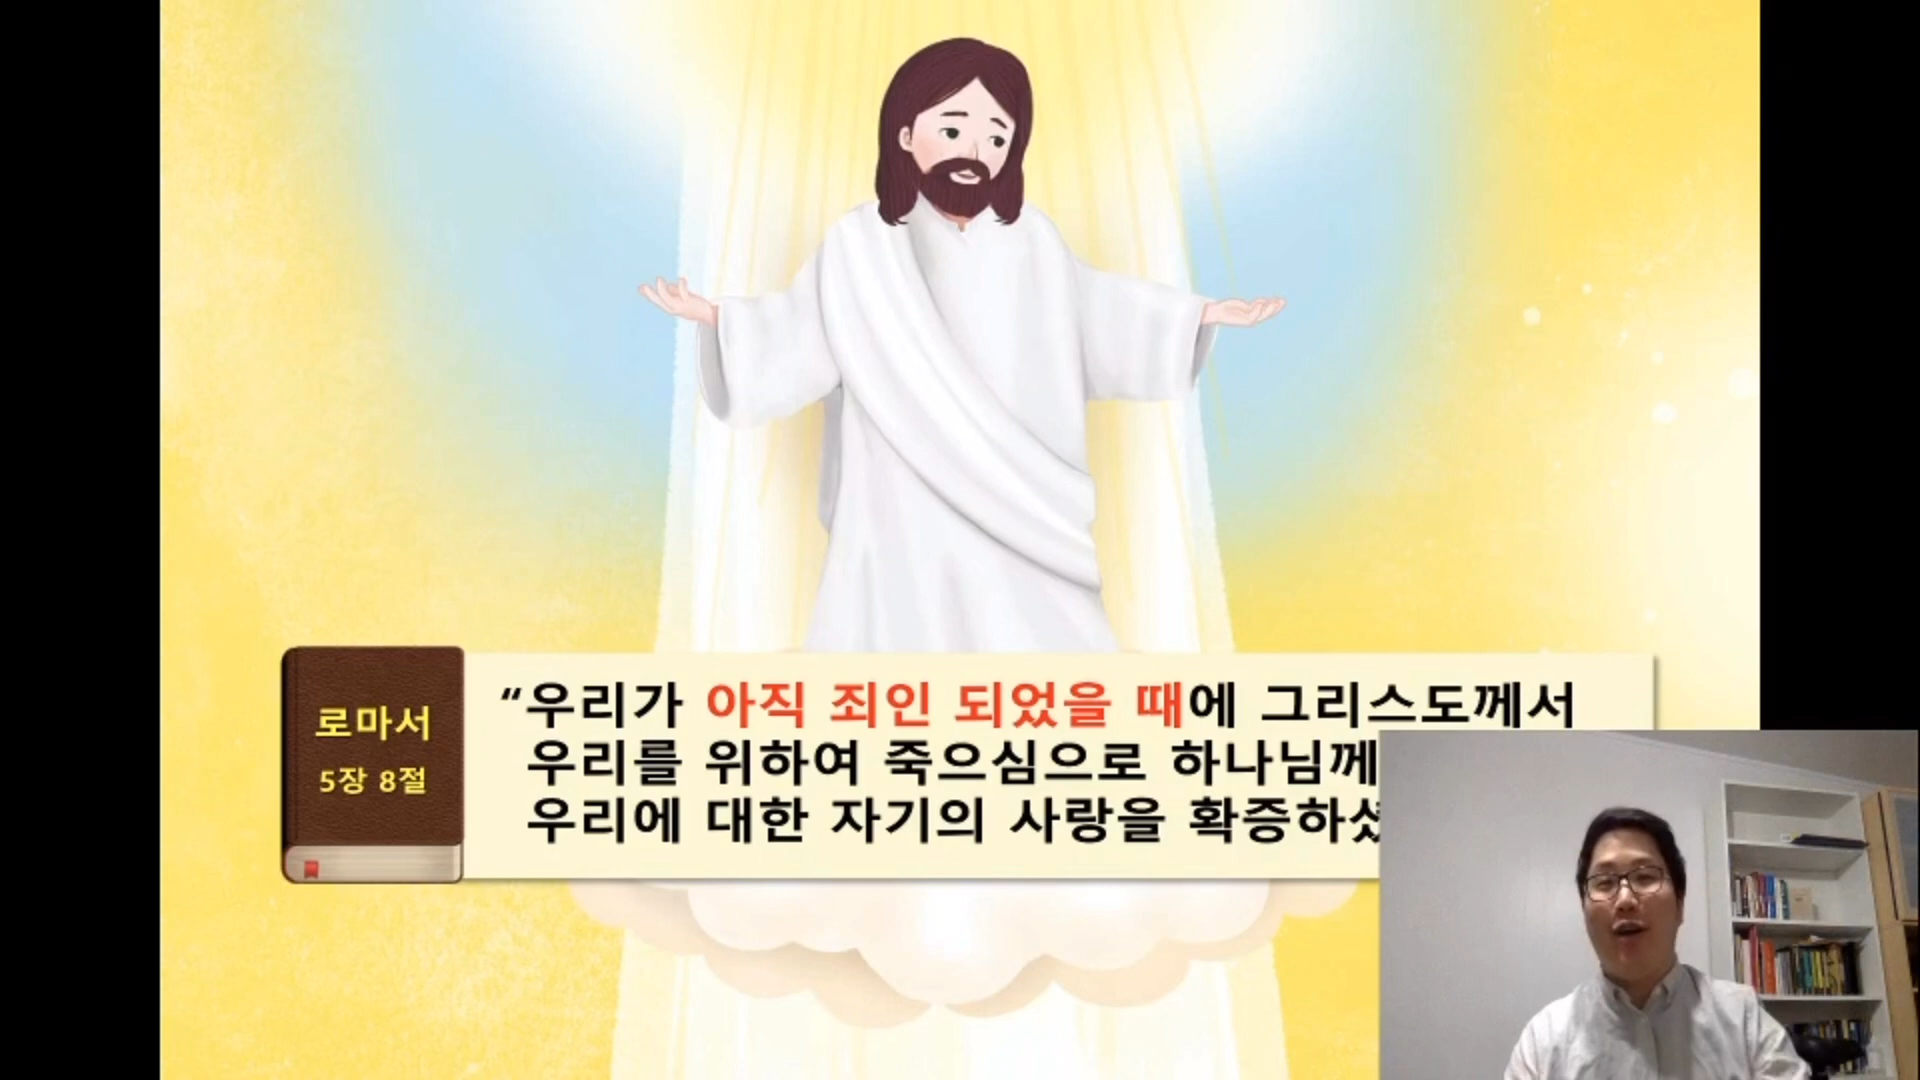 로마서
5장 8절
“우리가 아직 죄인 되었을 때에 그리스도께서
우리를 위하여 죽으심으로 하나님께
우리에 대한 자기의 사랑을 확증하셨